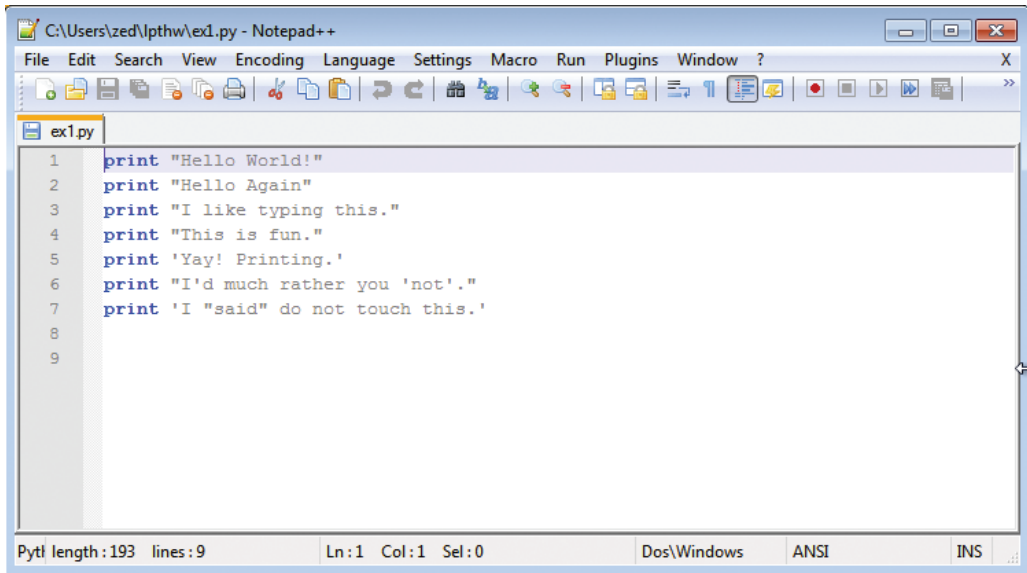 C:\Users\zed\lpthw\ex1.py - Notepad++
File Edit Search View Encoding Language Settings Macro Run Plugins Window ? X
ex1.py
1 print "Hello World!"
2 print "Hello Again"
3 print "I like typing this."
4 print "This is fun."
5 print 'Yay! Printing.'
6 print "I'd much rather you 'not'."
7 print 'I "said" do not touch this.'
8
9
Pytl length : 193 lines : 9 Ln : 1 Col : 1 Sel : 0 Dos\Windows ANSI INS